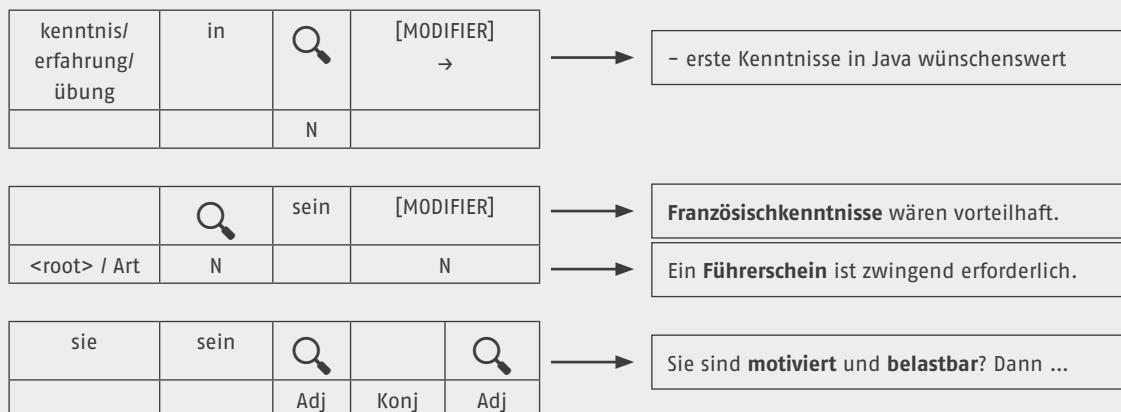 kenntnis/
erfahrung/
übung
in
[MODIFIER]
→
N
– erste Kenntnisse in Java wünschenswert
sein
[MODIFIER]
<root> / Art
N
N
Französischkenntnisse wären vorteilhaft.
Ein Führerschein ist zwingend erforderlich.
sie
sein
Adj
Konj
Adj
Sie sind motiviert und belastbar? Dann ...